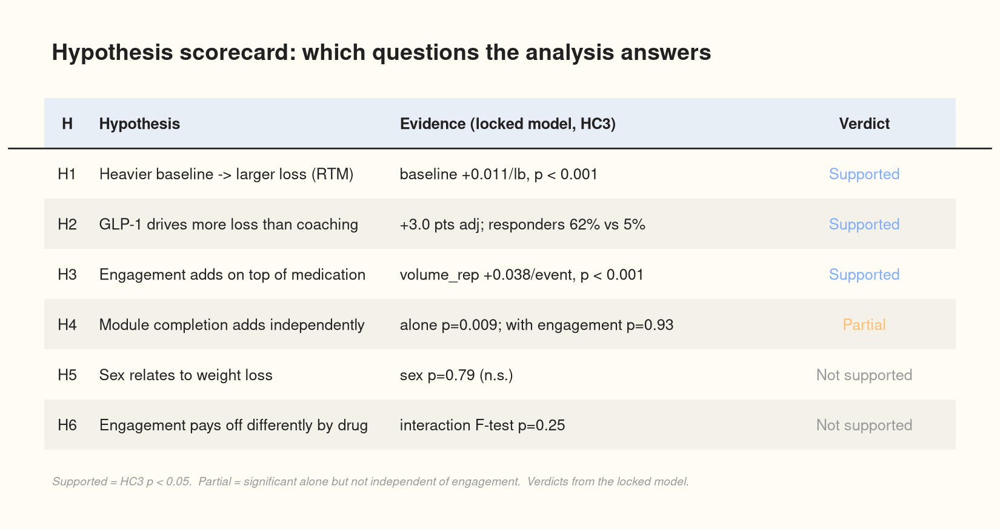 Hypothesis scorecard: which questions the analysis answers
H Hypothesis Evidence (locked model, HC3) Verdict
H1 Heavier baseline -> larger loss (RTM) baseline +0.011/lb, p < 0.001 Supported
H2 GLP-1 drives more loss than coaching +3.0 pts adj; responders 62% vs 5% Supported
H3 Engagement adds on top of medication volume_rep +0.038/event, p < 0.001 Supported
H4 Module completion adds independently alone p=0.009; with engagement p=0.93 Partial
H5 Sex relates to weight loss sex p=0.79 (n.s.) Not supported
H6 Engagement pays off differently by drug interaction F-test p=0.25 Not supported
Supported = HC3 p < 0.05.  Partial = significant alone but not independent of engagement.  Verdicts from the locked model.